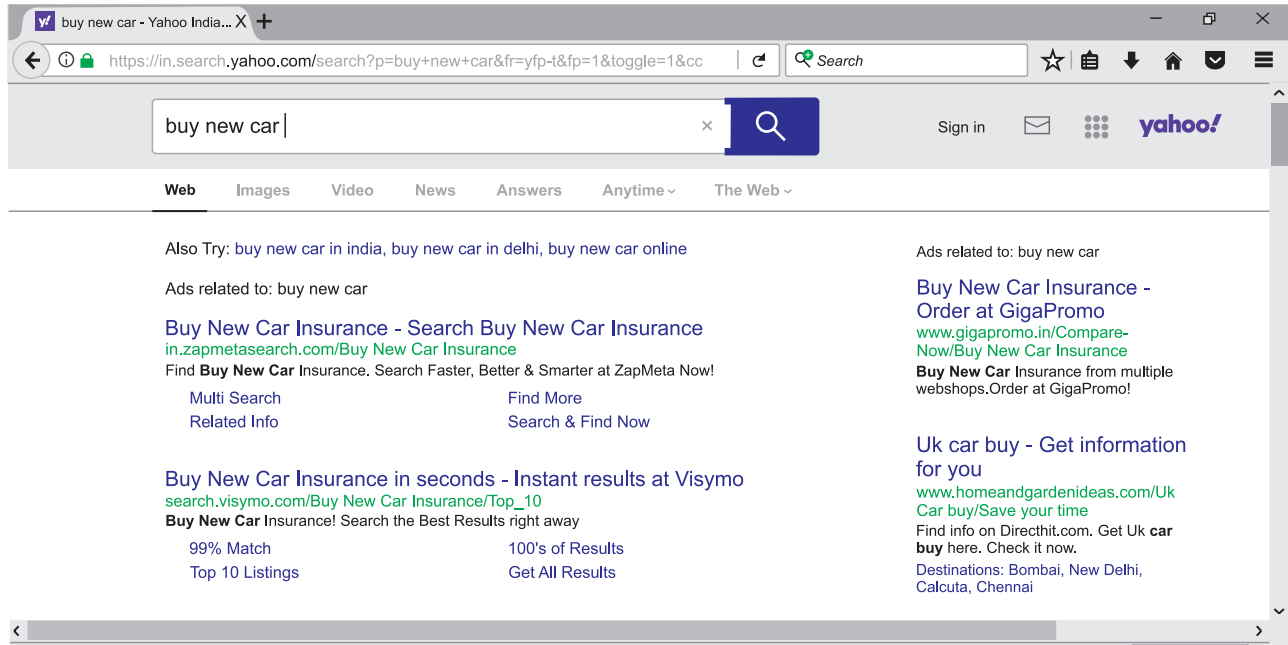 buy new car - Yahoo India... X +
https://in.search.yahoo.com/search?p=buy+new+car&fr=yfp-t&fp=1&toggle=1&cc
Search
buy new car
Sign in
yahoo!
Web Images Video News Answers Anytime The Web
Also Try: buy new car in india, buy new car in delhi, buy new car online
Ads related to: buy new car
Buy New Car Insurance - Search Buy New Car Insurance
in.zapmetasearch.com/Buy New Car Insurance
Find Buy New Car Insurance. Search Faster, Better & Smarter at ZapMeta Now!
Multi Search Find More
Related Info Search & Find Now
Buy New Car Insurance in seconds - Instant results at Visymo
search.visymo.com/Buy New Car Insurance/Top_10
Buy New Car Insurance! Search the Best Results right away
99% Match 100's of Results
Top 10 Listings Get All Results
Ads related to: buy new car
Buy New Car Insurance -
Order at GigaPromo
www.gigapromo.in/Compare-
Now/Buy New Car Insurance
Buy New Car Insurance from multiple
webshops.Order at GigaPromo!
Uk car buy - Get information
for you
www.homeandgardenideas.com/Uk
Car buy/Save your time
Find info on Directhit.com. Get Uk car
buy here. Check it now.
Destinations: Bombai, New Delhi,
Calcuta, Chennai